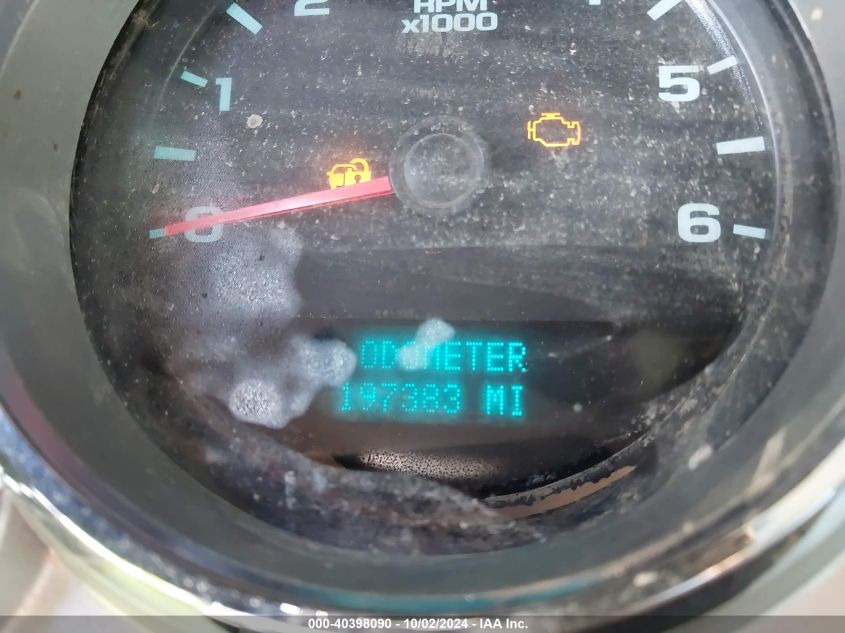 RPM
x1000
0
1
2
5
6
ODOMETER
197383 MI
000-40398090 - 10/02/2024 - IAA Inc.